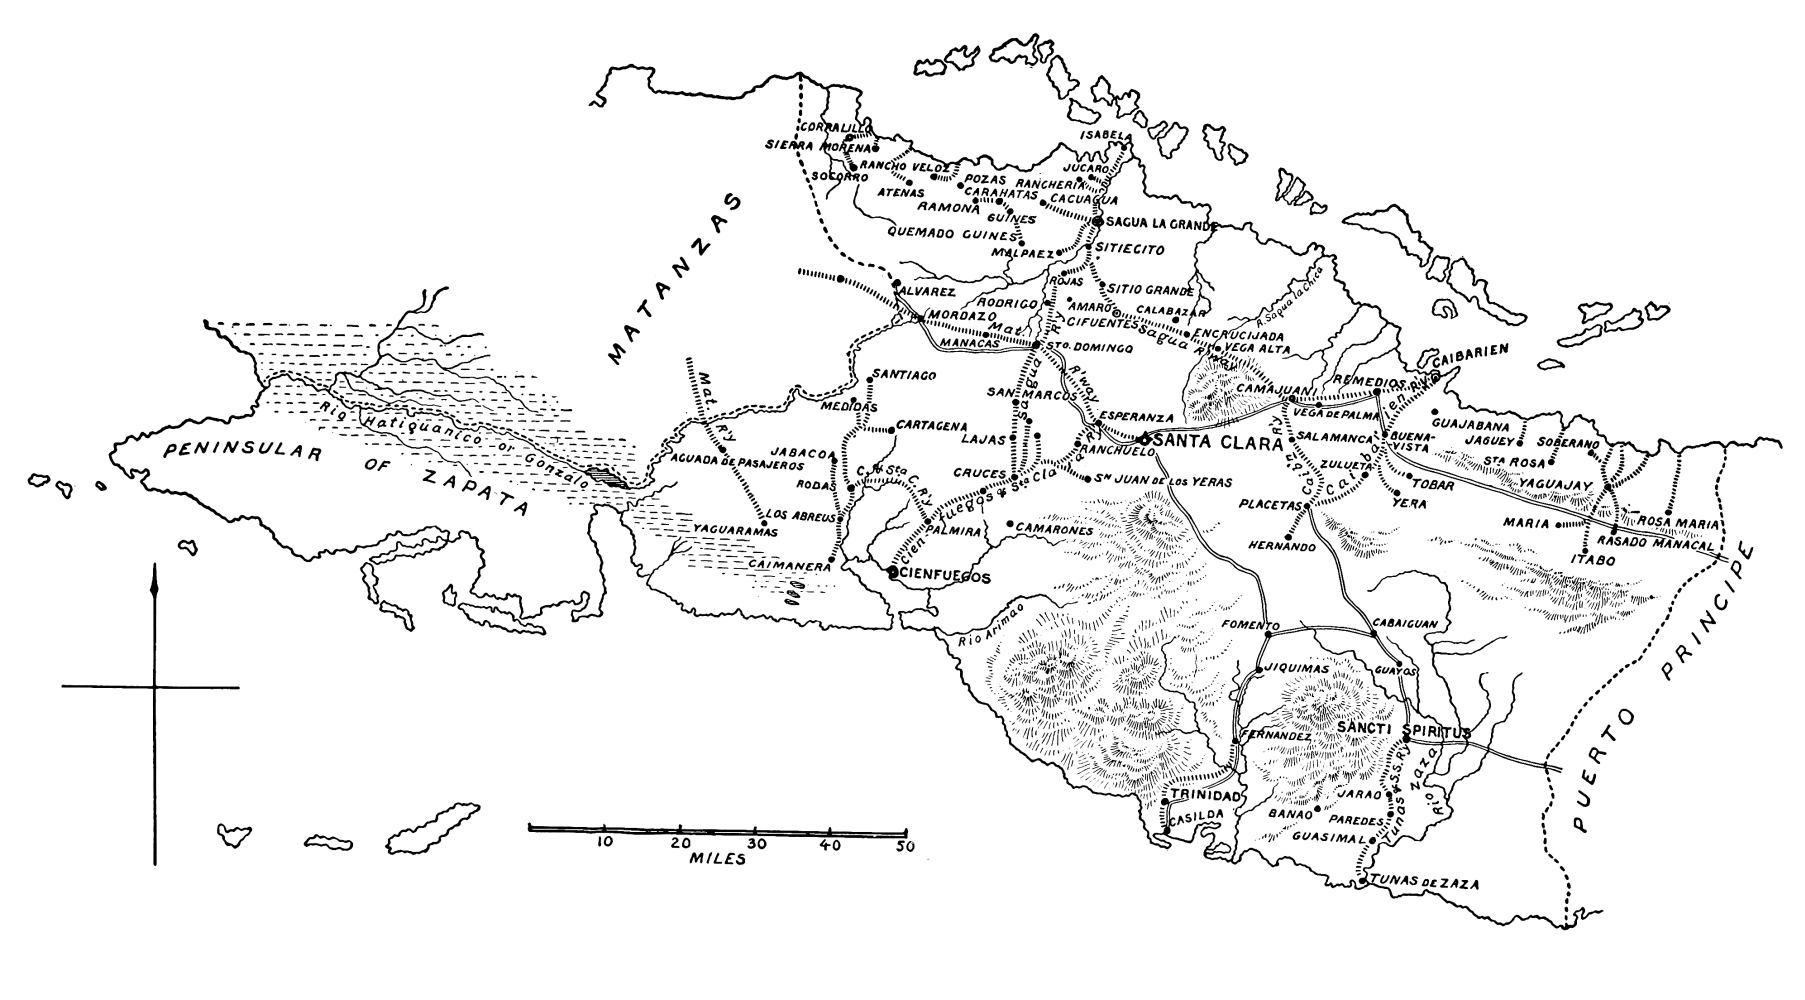 CORRALILLO
ISABELA
SIERRA MORENA
RANCHO VELOZ
JUCARO
SOCORRO
POZAS
RANCHERIA
ATENAS
CARAHATAS
CACUAGUA
RAMONA
GUINES
SAGUA LA GRANDE
QUEMADO GUINES
MALPAEZ
SITIECITO
MATANZAS
ROJAS
R. Sagua la Chica
ALVAREZ
SITIO GRANDE
RODRIGO
AMARO
CALABAZAR
MORDAZO
Mat.
CIFUENTES
Sagua R'way
ENCRUCIJADA
MANACAS
STO. DOMINGO
VEGA ALTA
CAIBARIEN
Mat. Ry
SANTIAGO
Sagua Ry
R'way
CAMAJUANI
REMEDIOS
MEDIDAS
SAN MARCOS
VEGA DE PALMA
Rio Hatiguanico or Gonzalo
ESPERANZA
GUAJABANA
CARTAGENA
LAJAS
SANTA CLARA
SALAMANCA
BUENA-
VISTA
JAGUEY
SOBERANO
PENINSULAR
OF
ZAPATA
JABACOA
RANCHUELO
ZULUETA
STA ROSA
AGUADA DE PASAJEROS
CRUCES
SN JUAN DE LOS YERAS
TOBAR
YAGUAJAY
RODAS
Cienfuegos & Sta Cla Ry
PLACETAS
YERA
LOS ABREUS
PALMIRA
CAMARONES
MARIA
ROSA MARIA
YAGUARAMAS
HERNANDO
RASADO MANACAL
CAIMANERA
CIENFUEGOS
ITABO
Rio Arimao
FOMENTO
CABAIGUAN
JIQUIMAS
GUAYOS
PUERTO PRINCIPE
FERNANDEZ
SANCTI SPIRITUS
Tunas & S.S. Ry
Rio Zaza
TRINIDAD
JARAO
CASILDA
BANAO
PAREDES
GUASIMAL
10 20 30 40 50
MILES
TUNAS DE ZAZA